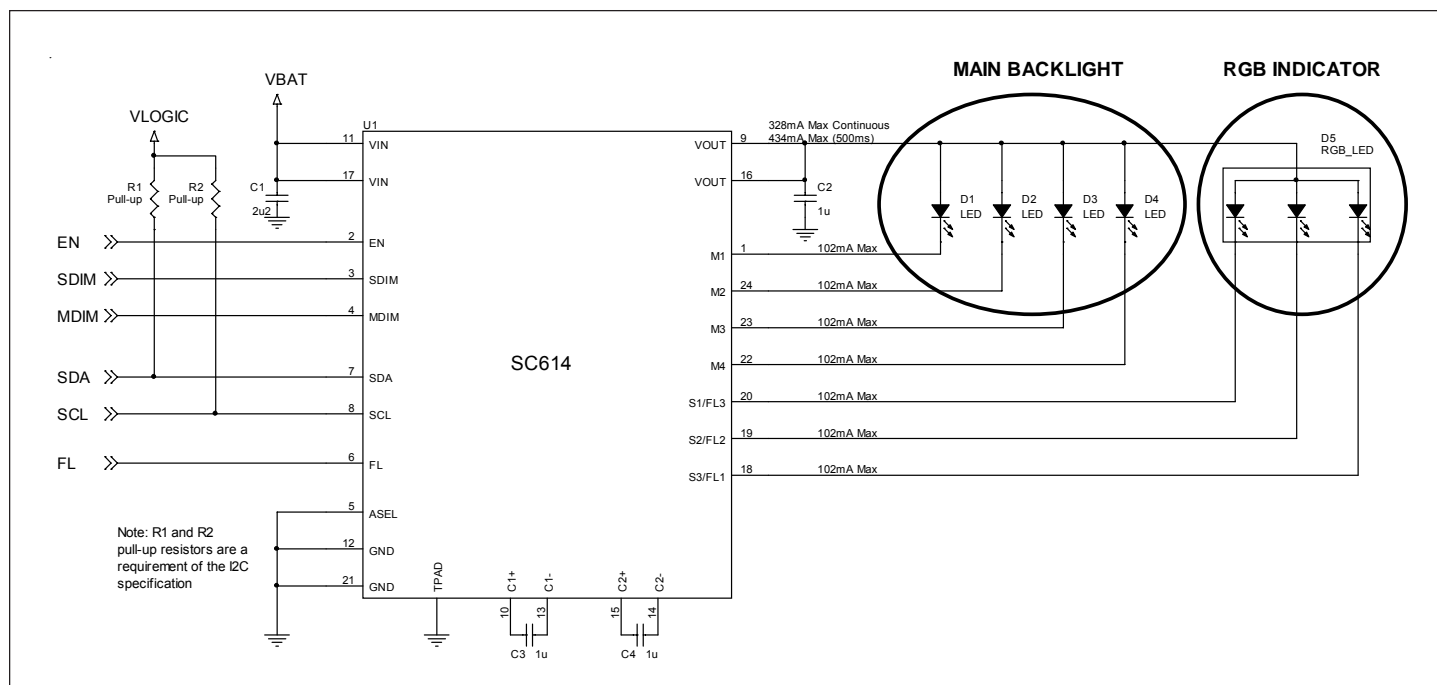 MAIN BACKLIGHT
RGB INDICATOR
VBAT
VLOGIC
U1
328mA Max Continuous
434mA Max (500ms)
D5
RGB_LED
11
VIN
VOUT
9
R1
Pull-up
R2
Pull-up
C1
2u2
17
VIN
VOUT
16
C2
1u
D1
LED
D2
LED
D3
LED
D4
LED
EN
2
EN
M1
1
102mA Max
SDIM
3
SDIM
M2
24
102mA Max
MDIM
4
MDIM
M3
23
102mA Max
SC614
M4
22
102mA Max
SDA
7
SDA
S1/FL3
20
102mA Max
SCL
8
SCL
S2/FL2
19
102mA Max
FL
6
FL
S3/FL1
18
102mA Max
5
ASEL
Note: R1 and R2
pull-up resistors are a
requirement of the I2C
specification
12
GND
21
GND
TPAD
C1+
C1-
C2+
C2-
10
13
15
14
C3
1u
C4
1u